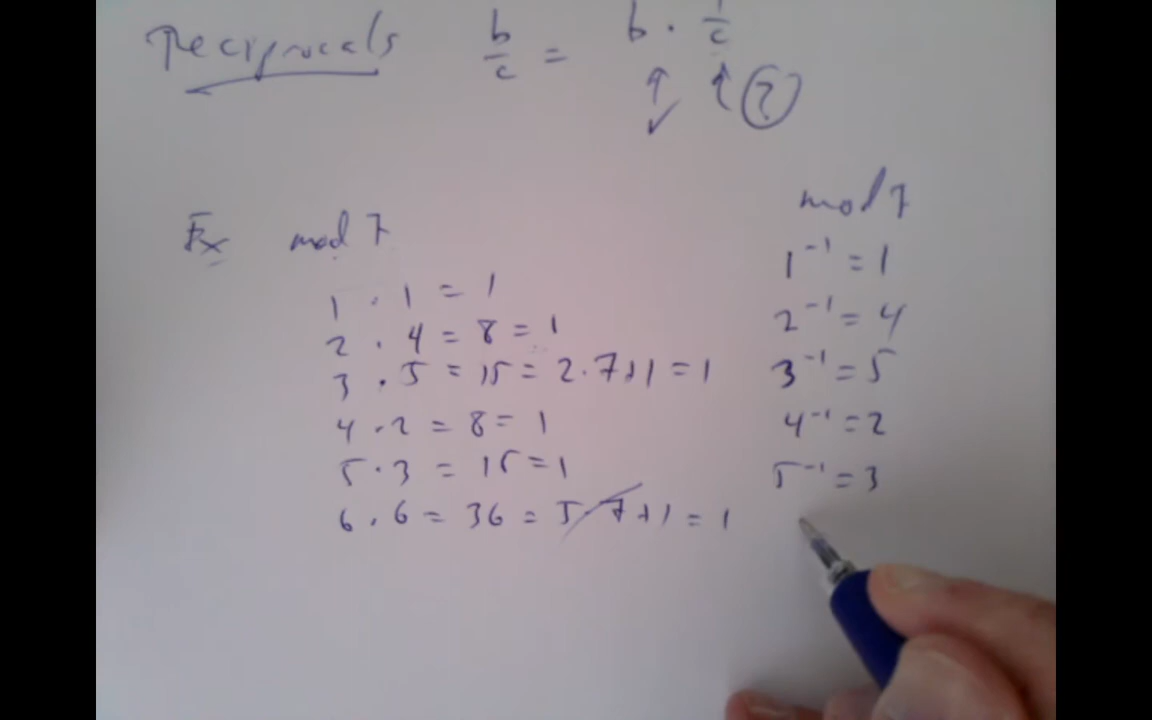 Reciprocals b/c = b · 1/c
↑ ↑ ?
✓
Ex mod 7
1 · 1 = 1
2 · 4 = 8 = 1
3 · 5 = 15 = 2·7+1 = 1
4 · 2 = 8 = 1
5 · 3 = 15 = 1
6 · 6 = 36 = 5·7+1 = 1
mod 7
1⁻¹ = 1
2⁻¹ = 4
3⁻¹ = 5
4⁻¹ = 2
5⁻¹ = 3